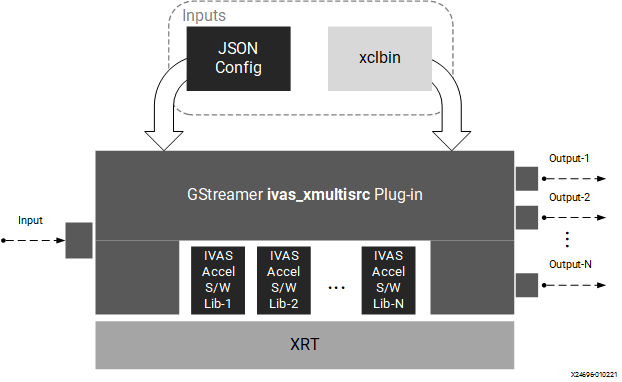 Inputs
JSON
Config
xclbin
GStreamer ivas_xmultisrc Plug-in
Input
Output-1
Output-2
Output-N
IVAS
Accel
S/W
Lib-1
IVAS
Accel
S/W
Lib-2
...
IVAS
Accel
S/W
Lib-N
XRT
X24696-010221